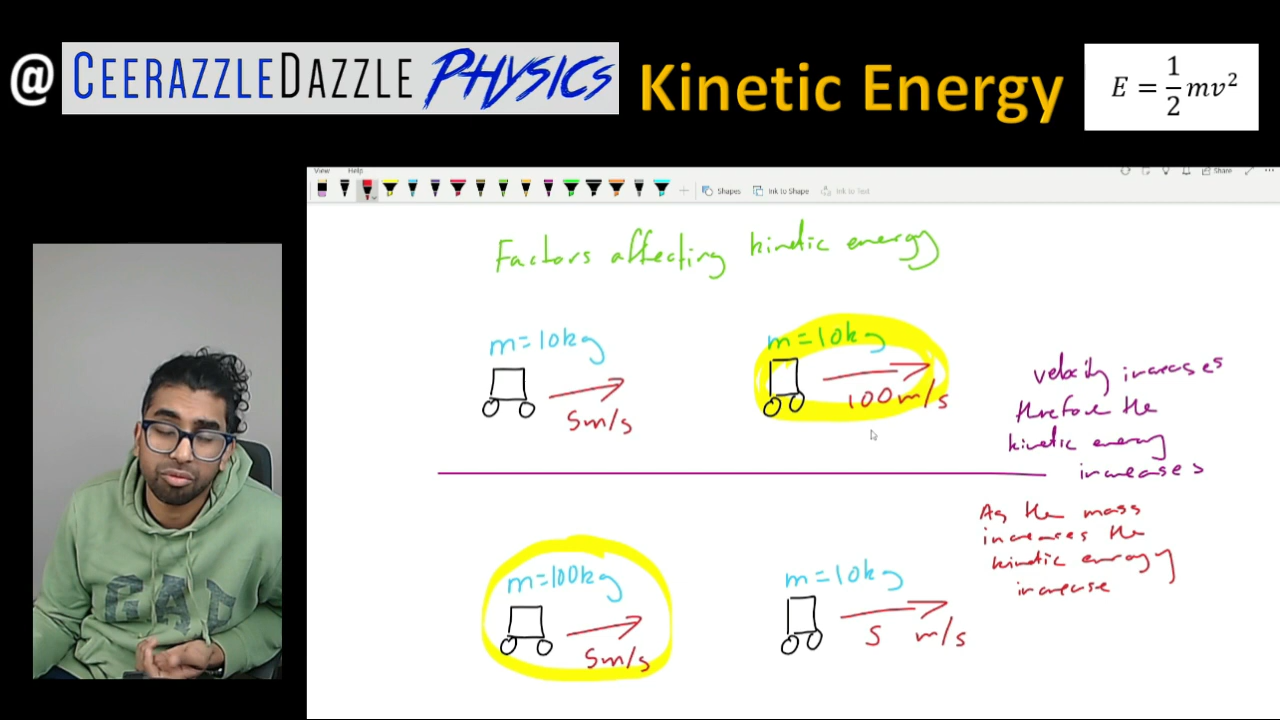 @ CEERAZZLEDAZZLE PHYSICS Kinetic Energy E = 1/2 mv²
View Help Share
Shapes Ink to Shape Ink to Text
Factors affecting kinetic energy
m=10kg
5m/s
m=10kg
100m/s
velocity increases
therefore the
kinetic energy
increases
m=100kg
5m/s
m=10kg
5 m/s
As the mass
increases the
kinetic energy
increase
GAP